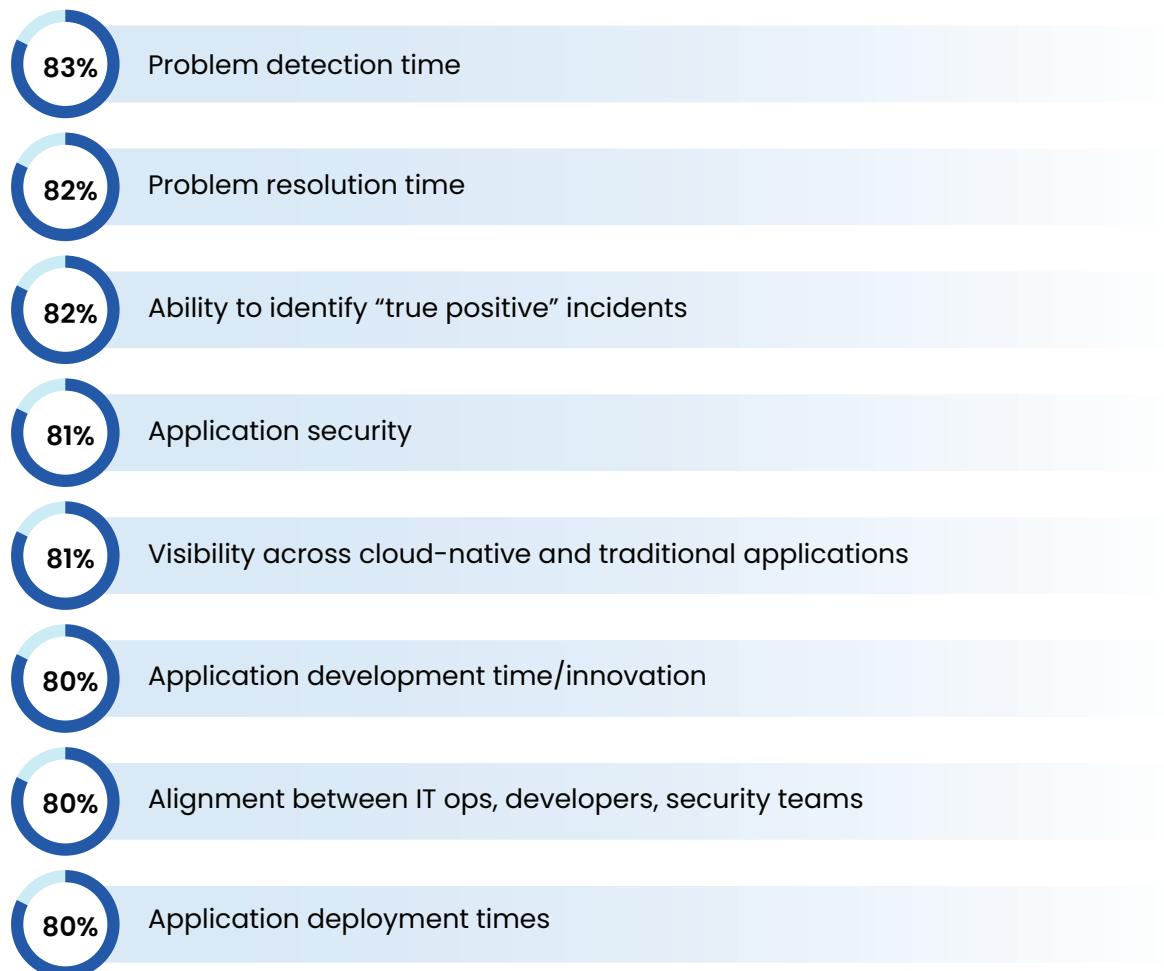 83% Problem detection time
82% Problem resolution time
82% Ability to identify “true positive” incidents
81% Application security
81% Visibility across cloud-native and traditional applications
80% Application development time/innovation
80% Alignment between IT ops, developers, security teams
80% Application deployment times